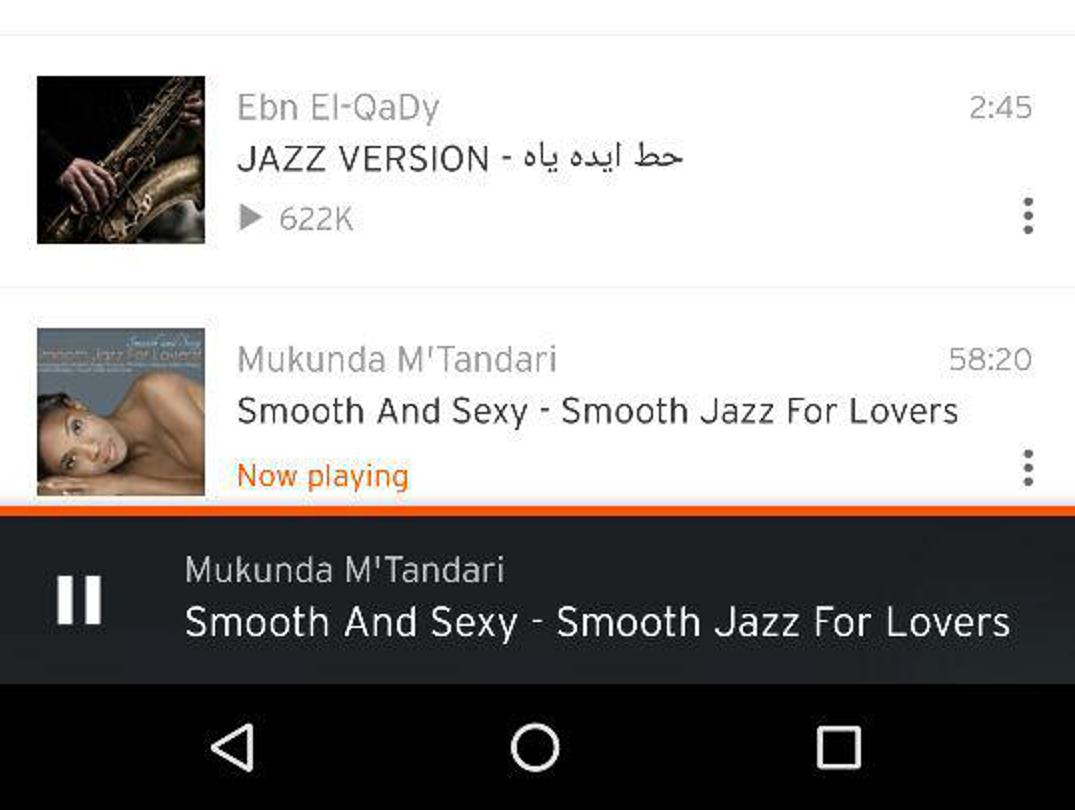 Ebn El-QaDy
2:45
JAZZ VERSION - حط ايده ياه
622K
Smooth and Sexy
Smooth Jazz For Lovers
Mukunda M'Tandari
58:20
Smooth And Sexy - Smooth Jazz For Lovers
Now playing
Mukunda M'Tandari
Smooth And Sexy - Smooth Jazz For Lovers